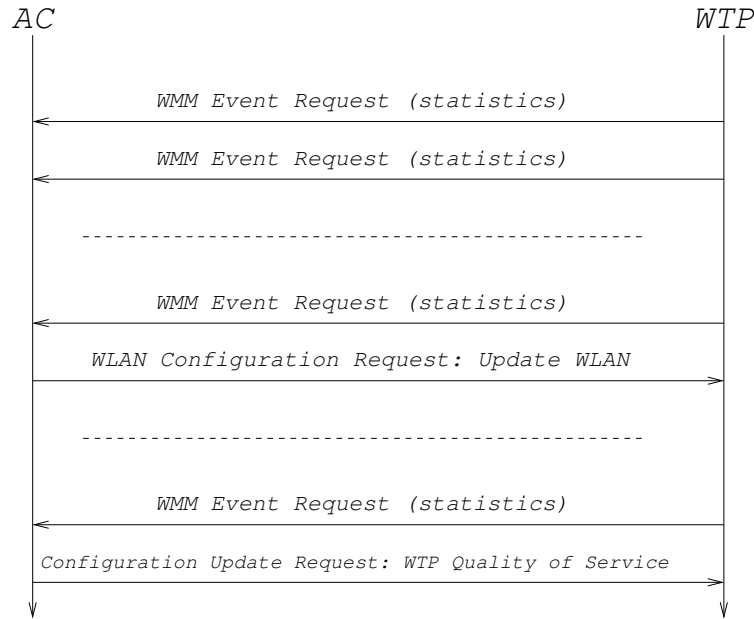 AC WTP
WMM Event Request (statistics)
WMM Event Request (statistics)
WMM Event Request (statistics)
WLAN Configuration Request: Update WLAN
WMM Event Request (statistics)
Configuration Update Request: WTP Quality of Service